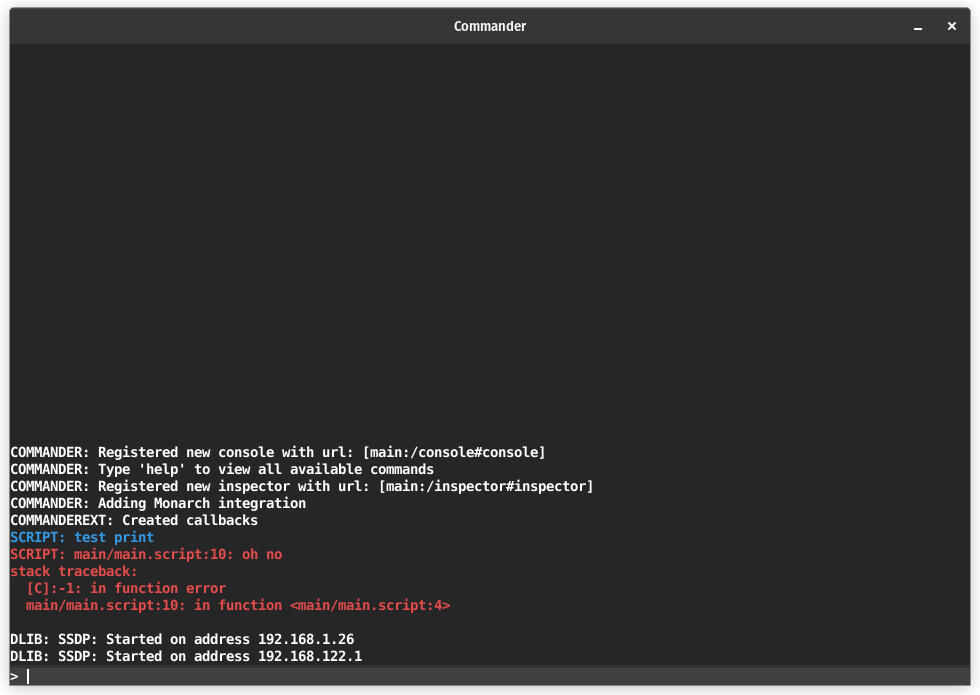 Commander
COMMANDER: Registered new console with url: [main:/console#console]
COMMANDER: Type 'help' to view all available commands
COMMANDER: Registered new inspector with url: [main:/inspector#inspector]
COMMANDER: Adding Monarch integration
COMMANDEREXT: Created callbacks
SCRIPT: test print
SCRIPT: main/main.script:10: oh no
stack traceback:
  [C]:-1: in function error
  main/main.script:10: in function <main/main.script:4>
DLIB: SSDP: Started on address 192.168.1.26
DLIB: SSDP: Started on address 192.168.122.1
>